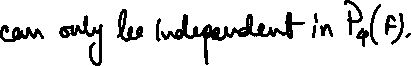 can only be independent in P₄(F).